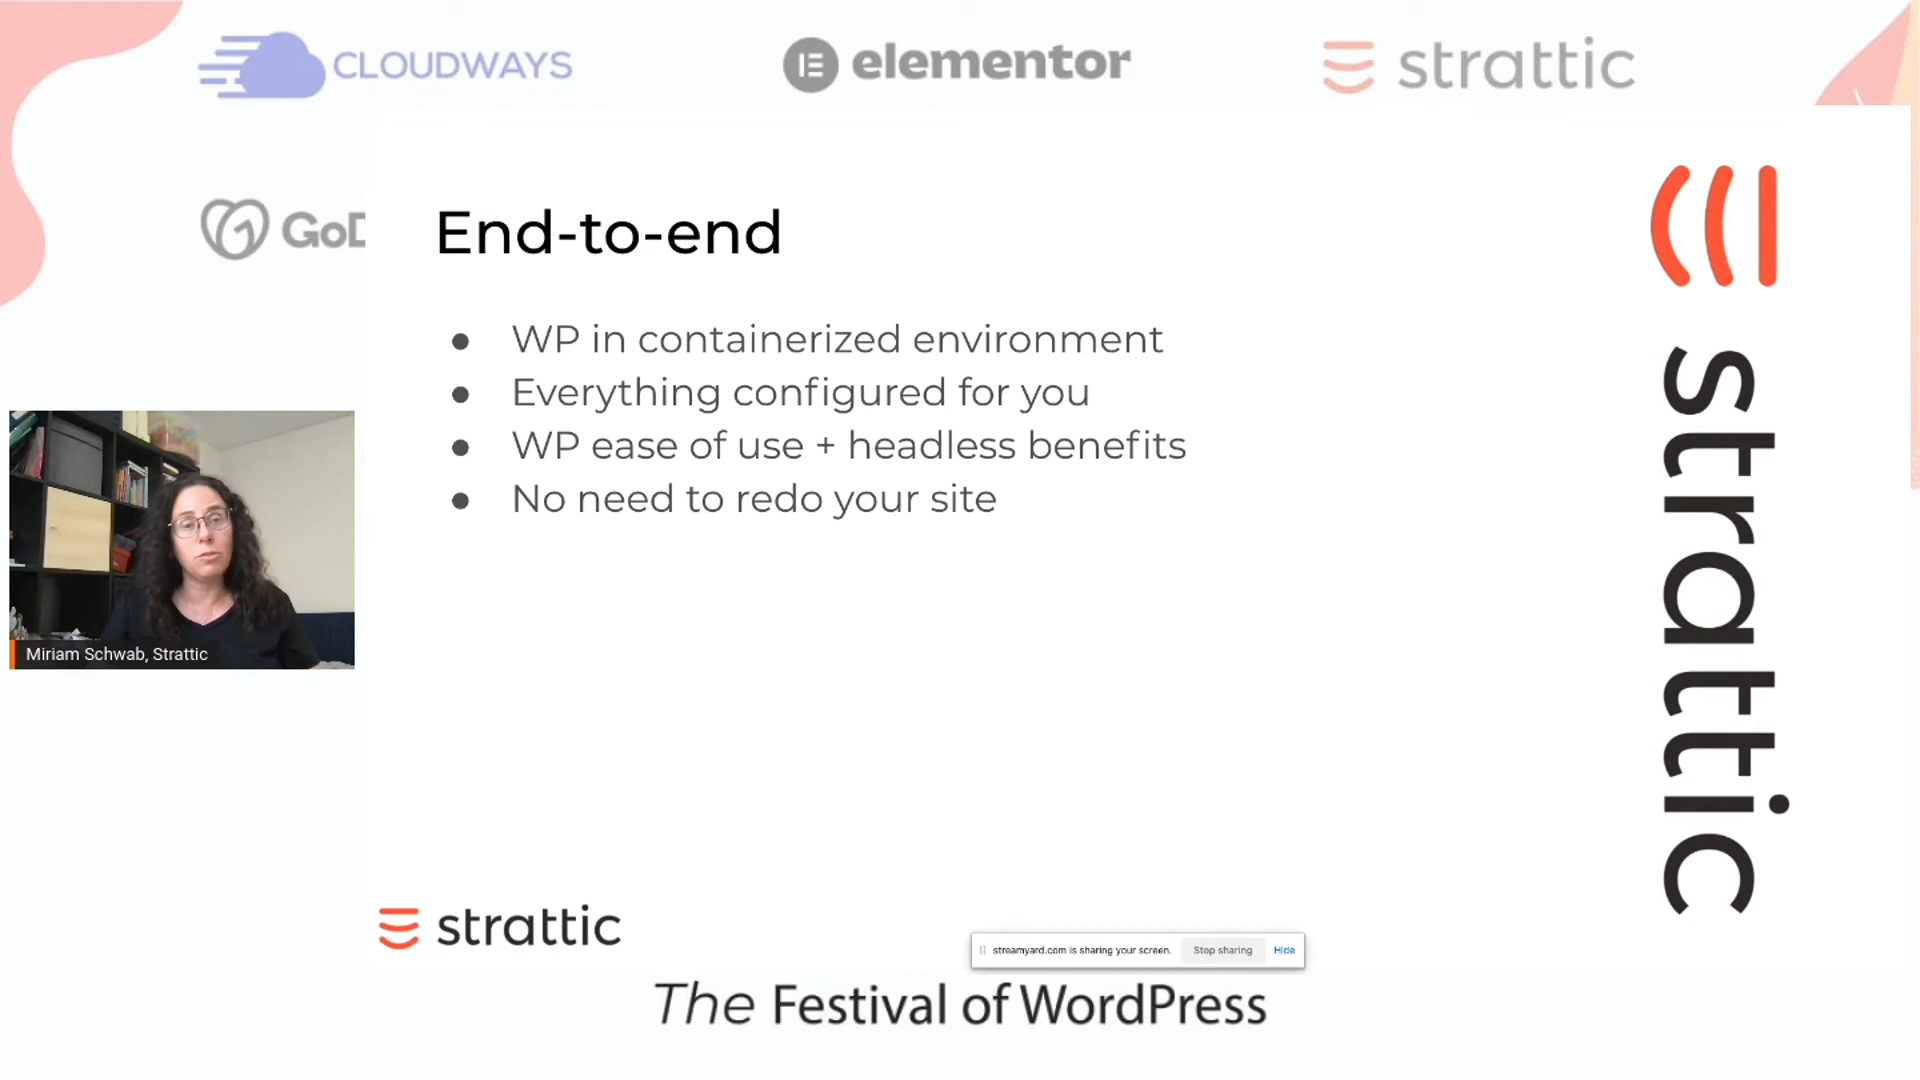 CLOUDWAYS
elementor
strattic
GoD
End-to-end
● WP in containerized environment
● Everything configured for you
● WP ease of use + headless benefits
● No need to redo your site
strattic
Miriam Schwab, Strattic
strattic
streamyard.com is sharing your screen. Stop sharing Hide
The Festival of WordPress